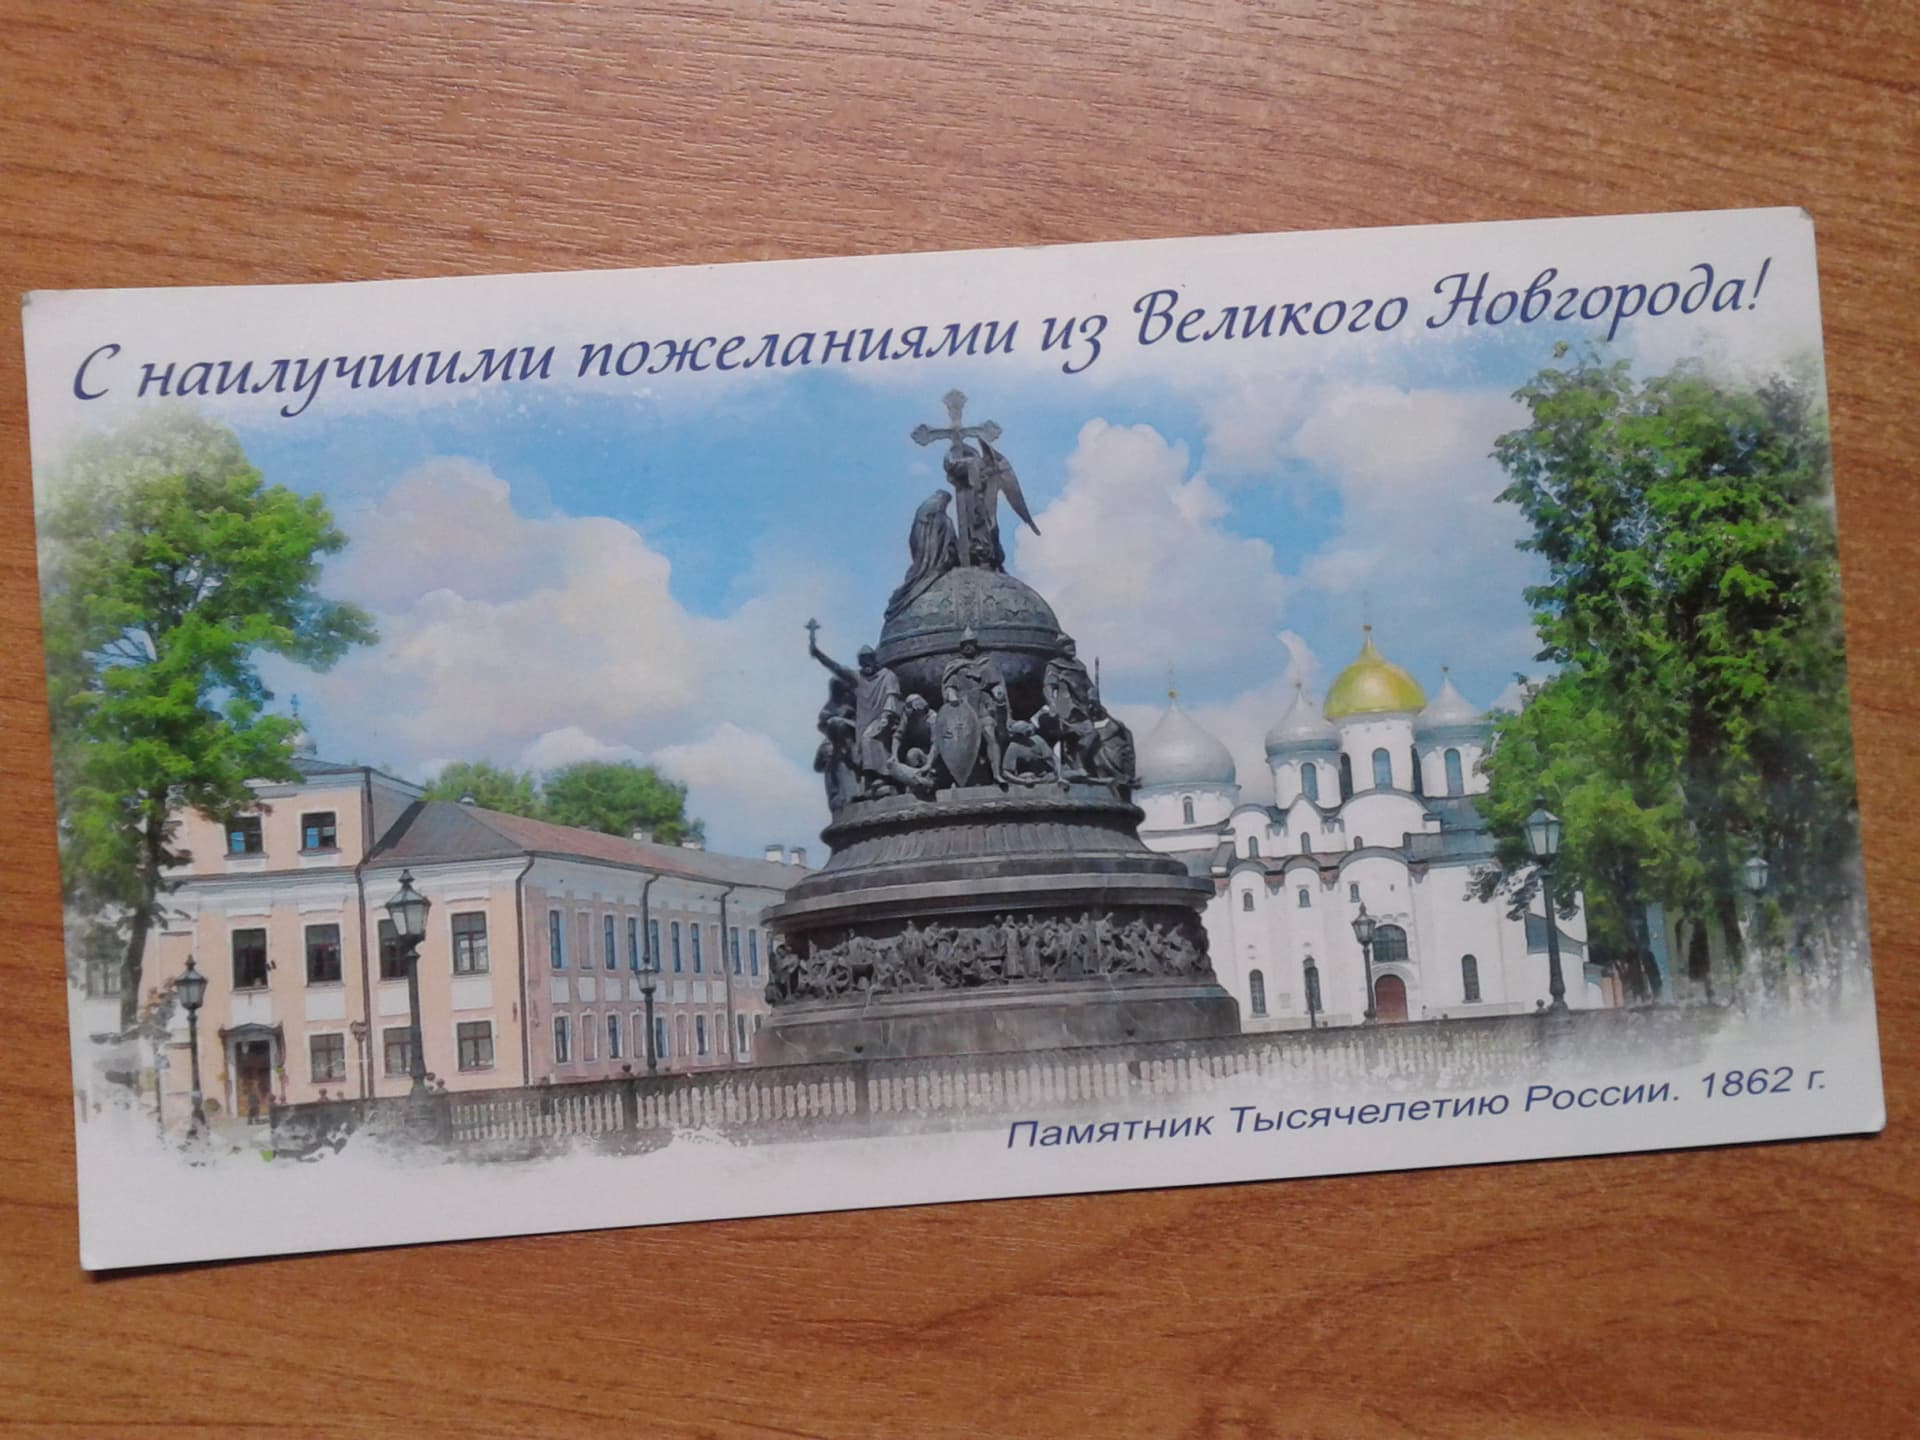 С наилучшими пожеланиями из Великого Новгорода!
Памятник Тысячелетию России. 1862 г.